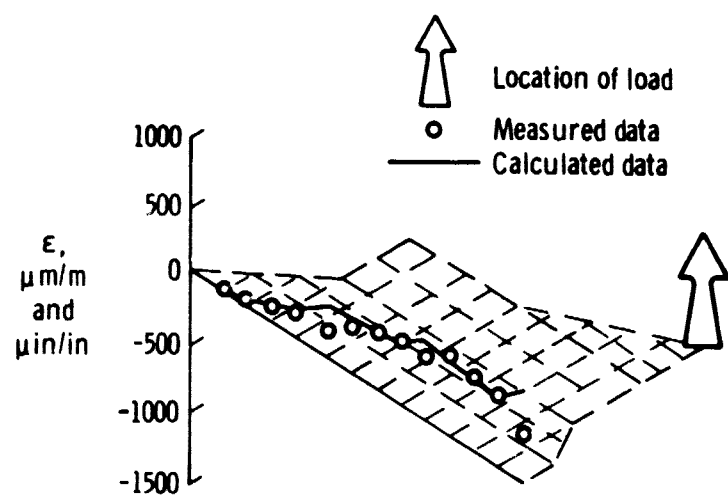 Location of load
Measured data
Calculated data
1000
500
0
-500
-1000
-1500
ε,
μm/m
and
μin/in